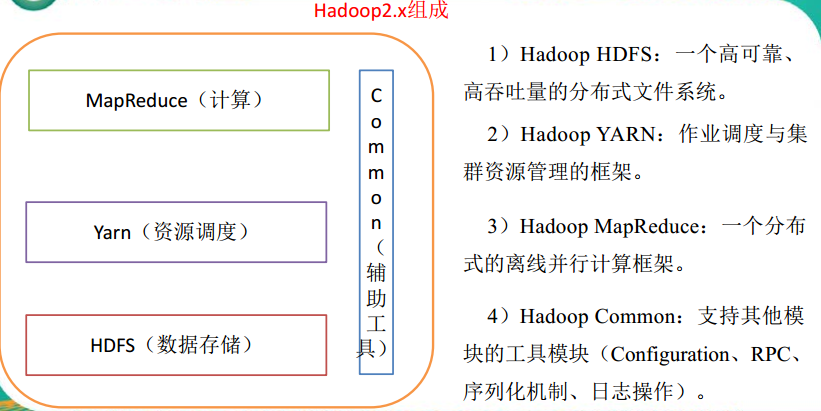 Hadoop2.x组成
MapReduce（计算）
Yarn（资源调度）
HDFS（数据存储）
Common（辅助工具）
1）Hadoop HDFS：一个高可靠、
高吞吐量的分布式文件系统。
2）Hadoop YARN：作业调度与集
群资源管理的框架。
3）Hadoop MapReduce：一个分布
式的离线并行计算框架。
4）Hadoop Common：支持其他模
块的工具模块（Configuration、RPC、
序列化机制、日志操作）。